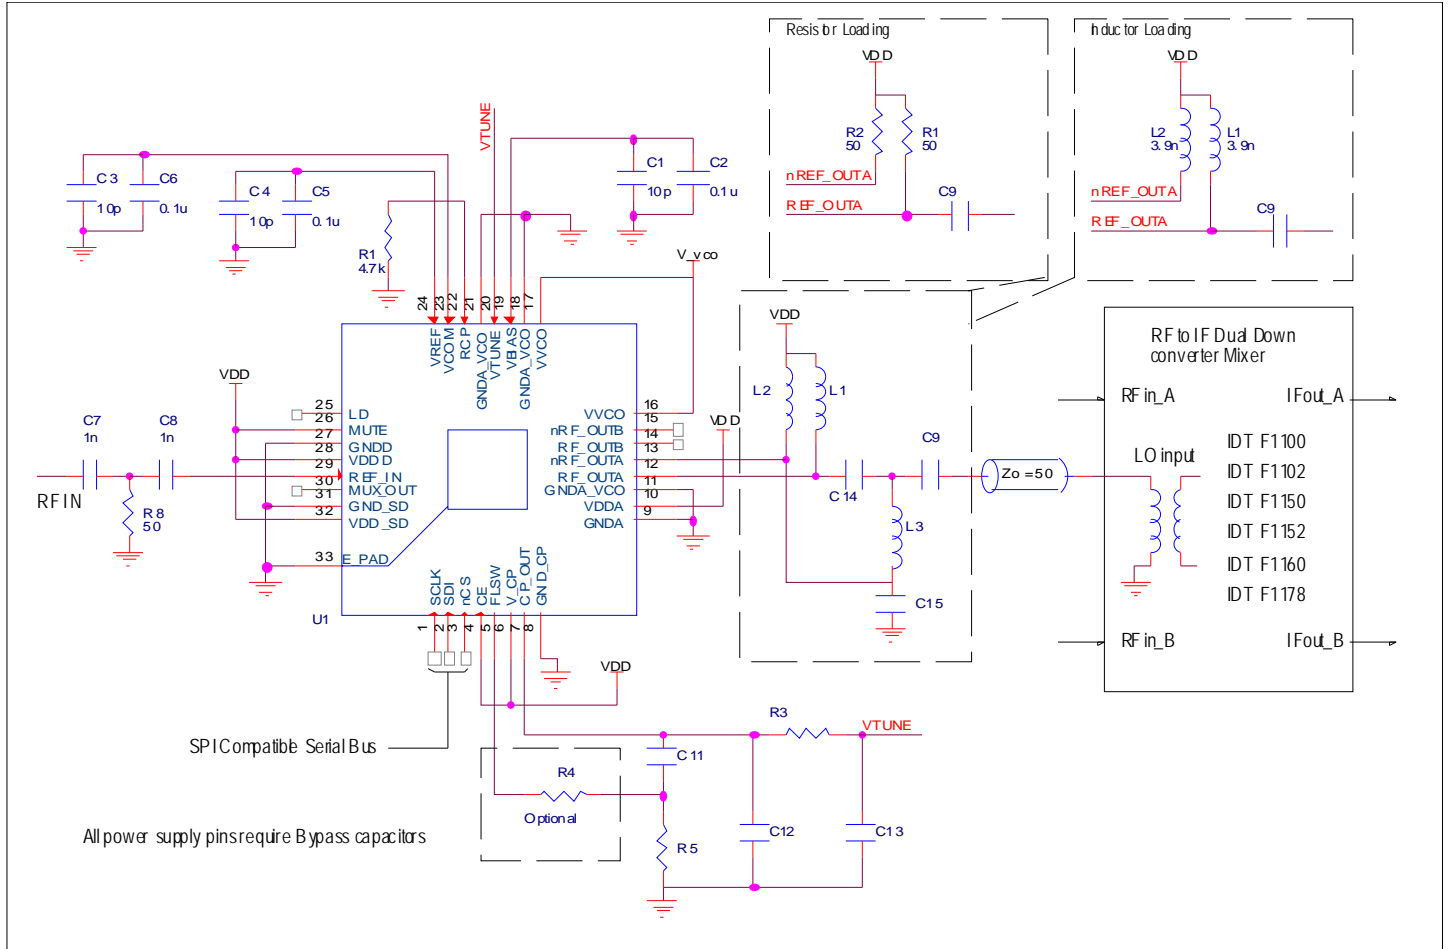 Resistor Loading
VDD
R2
50
R1
50
nREF_OUTA
REF_OUTA
C9
Inductor Loading
VDD
L2
3.9n
L1
3.9n
nREF_OUTA
REF_OUTA
C9
VTUNE
C3
10p
C6
0.1u
C4
10p
C5
0.1u
R1
4.7k
C1
10p
C2
0.1u
V_vco
24
23
22
21
20
19
18
17
VREF
VCOM
RCP
GNDA_VCO
VTUNE
VBIAS
GNDA_VCO
VVCO
VDD
25
26
27
28
29
30
31
32
33
LD
MUTE
GNDD
VDDD
REF_IN
MUX_OUT
GND_SD
VDD_SD
E_PAD
VVCO
nRF_OUTB
RF_OUTB
nRF_OUTA
RF_OUTA
GNDA_VCO
VDDA
GNDA
16
15
14
13
12
11
10
9
VDD
RFIN
C7
1n
C8
1n
R8
50
SCLK
SDI
nCS
CE
FLSW
V_CP
CP_OUT
GND_CP
U1
1
2
3
4
5
6
7
8
VDD
VDD
L2
L1
C14
C9
L3
C15
Zo=50
RF to IF Dual Down
converter Mixer
RFin_A
IFout_A
LO input
IDT F1100
IDT F1102
IDT F1150
IDT F1152
IDT F1160
IDT F1178
RFin_B
IFout_B
SPI Compatible Serial Bus
R4
Optional
C11
R5
R3
VTUNE
C12
C13
All power supply pins require Bypass capacitors